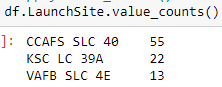 df.LaunchSite.value_counts()
]: CCAFS SLC 40    55
KSC LC 39A      22
VAFB SLC 4E     13